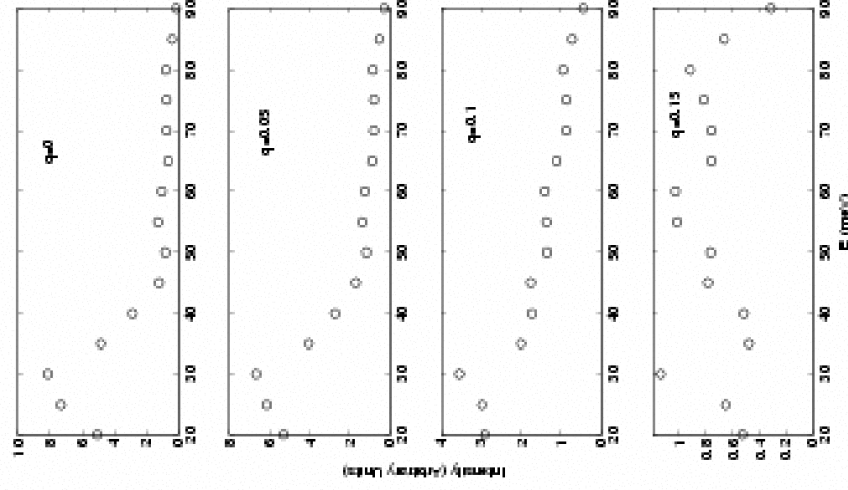 q=0
10 8 6 4 2 0
20 30 40 50 60 70 80 90
q=0.05
8 6 4 2 0
20 30 40 50 60 70 80 90
q=0.1
4 3 2 1 0
20 30 40 50 60 70 80 90
q=0.15
1 0.8 0.6 0.4 0.2 0
20 30 40 50 60 70 80 90
Intensity (Arbitrary Units)
E (meV)